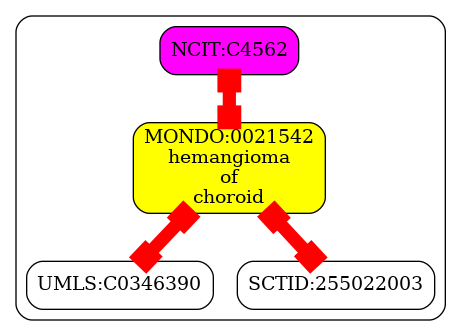 NCIT:C4562
MONDO:0021542
hemangioma
of
choroid
UMLS:C0346390
SCTID:255022003